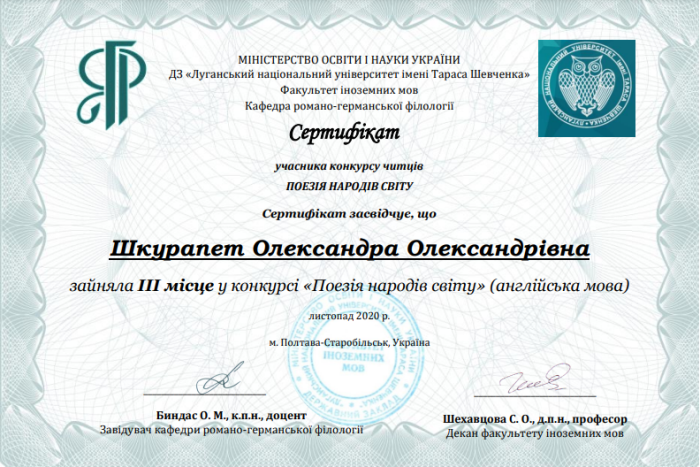 МІНІСТЕРСТВО ОСВІТИ І НАУКИ УКРАЇНИ
ДЗ «Луганський національний університет імені Тараса Шевченка»
Факультет іноземних мов
Кафедра романо-германської філології
Сертифікат
учасника конкурсу читців
ПОЕЗІЯ НАРОДІВ СВІТУ
Сертифікат засвідчує, що
Шкурапет Олександра Олександрівна
зайняла ІІІ місце у конкурсі «Поезія народів світу» (англійська мова)
листопад 2020 р.
м. Полтава-Старобільськ, Україна
ІНОЗЕМНИХ
МОВ
Биндас О. М., к.п.н., доцент
Завідувач кафедри романо-германської філології
Шехавцова С. О., д.п.н., професор
Декан факультету іноземних мов